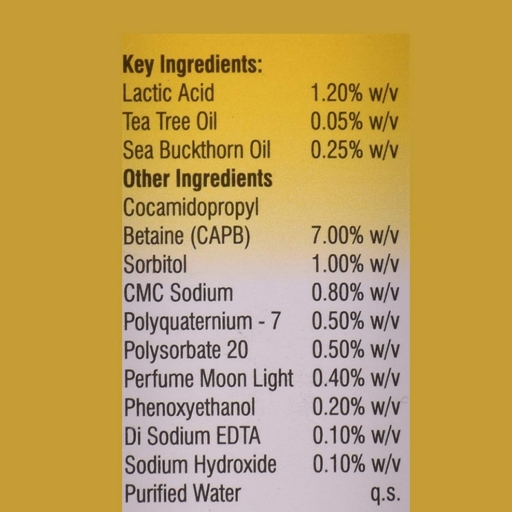 Key Ingredients:
Lactic Acid 1.20% w/v
Tea Tree Oil 0.05% w/v
Sea Buckthorn Oil 0.25% w/v
Other Ingredients
Cocamidopropyl
Betaine (CAPB) 7.00% w/v
Sorbitol 1.00% w/v
CMC Sodium 0.80% w/v
Polyquaternium - 7 0.50% w/v
Polysorbate 20 0.50% w/v
Perfume Moon Light 0.40% w/v
Phenoxyethanol 0.20% w/v
Di Sodium EDTA 0.10% w/v
Sodium Hydroxide 0.10% w/v
Purified Water q.s.